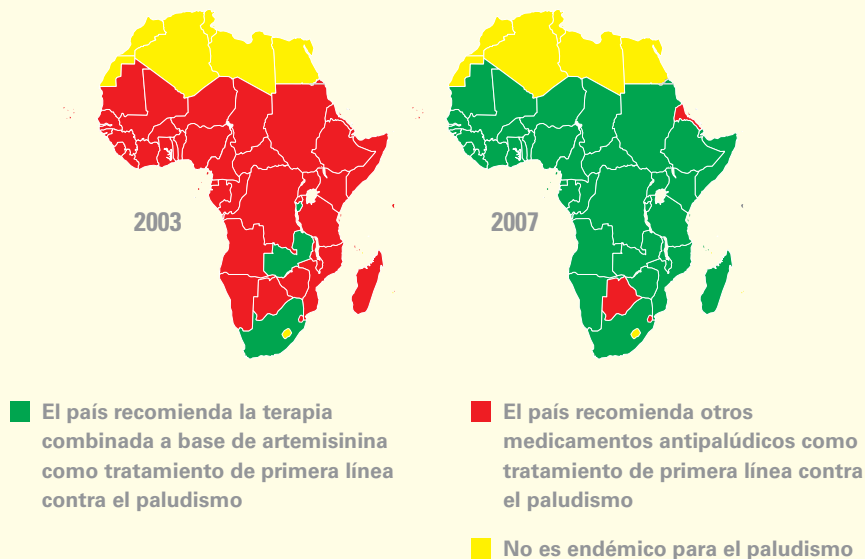 2003
2007
El país recomienda la terapia
combinada a base de artemisinina
como tratamiento de primera línea
contra el paludismo
El país recomienda otros
medicamentos antipalúdicos como
tratamiento de primera línea contra
el paludismo
No es endémico para el paludismo